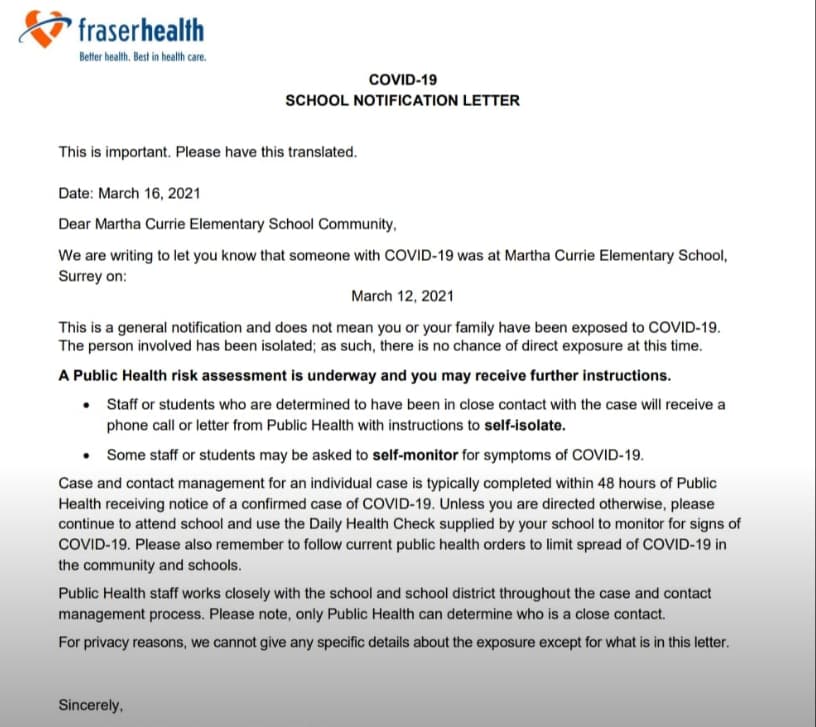 fraserhealth
Better health. Best in health care.
COVID-19
SCHOOL NOTIFICATION LETTER
This is important. Please have this translated.
Date: March 16, 2021
Dear Martha Currie Elementary School Community,
We are writing to let you know that someone with COVID-19 was at Martha Currie Elementary School,
Surrey on:
March 12, 2021
This is a general notification and does not mean you or your family have been exposed to COVID-19.
The person involved has been isolated; as such, there is no chance of direct exposure at this time.
A Public Health risk assessment is underway and you may receive further instructions.
• Staff or students who are determined to have been in close contact with the case will receive a
phone call or letter from Public Health with instructions to self-isolate.
• Some staff or students may be asked to self-monitor for symptoms of COVID-19.
Case and contact management for an individual case is typically completed within 48 hours of Public
Health receiving notice of a confirmed case of COVID-19. Unless you are directed otherwise, please
continue to attend school and use the Daily Health Check supplied by your school to monitor for signs of
COVID-19. Please also remember to follow current public health orders to limit spread of COVID-19 in
the community and schools.
Public Health staff works closely with the school and school district throughout the case and contact
management process. Please note, only Public Health can determine who is a close contact.
For privacy reasons, we cannot give any specific details about the exposure except for what is in this letter.
Sincerely,